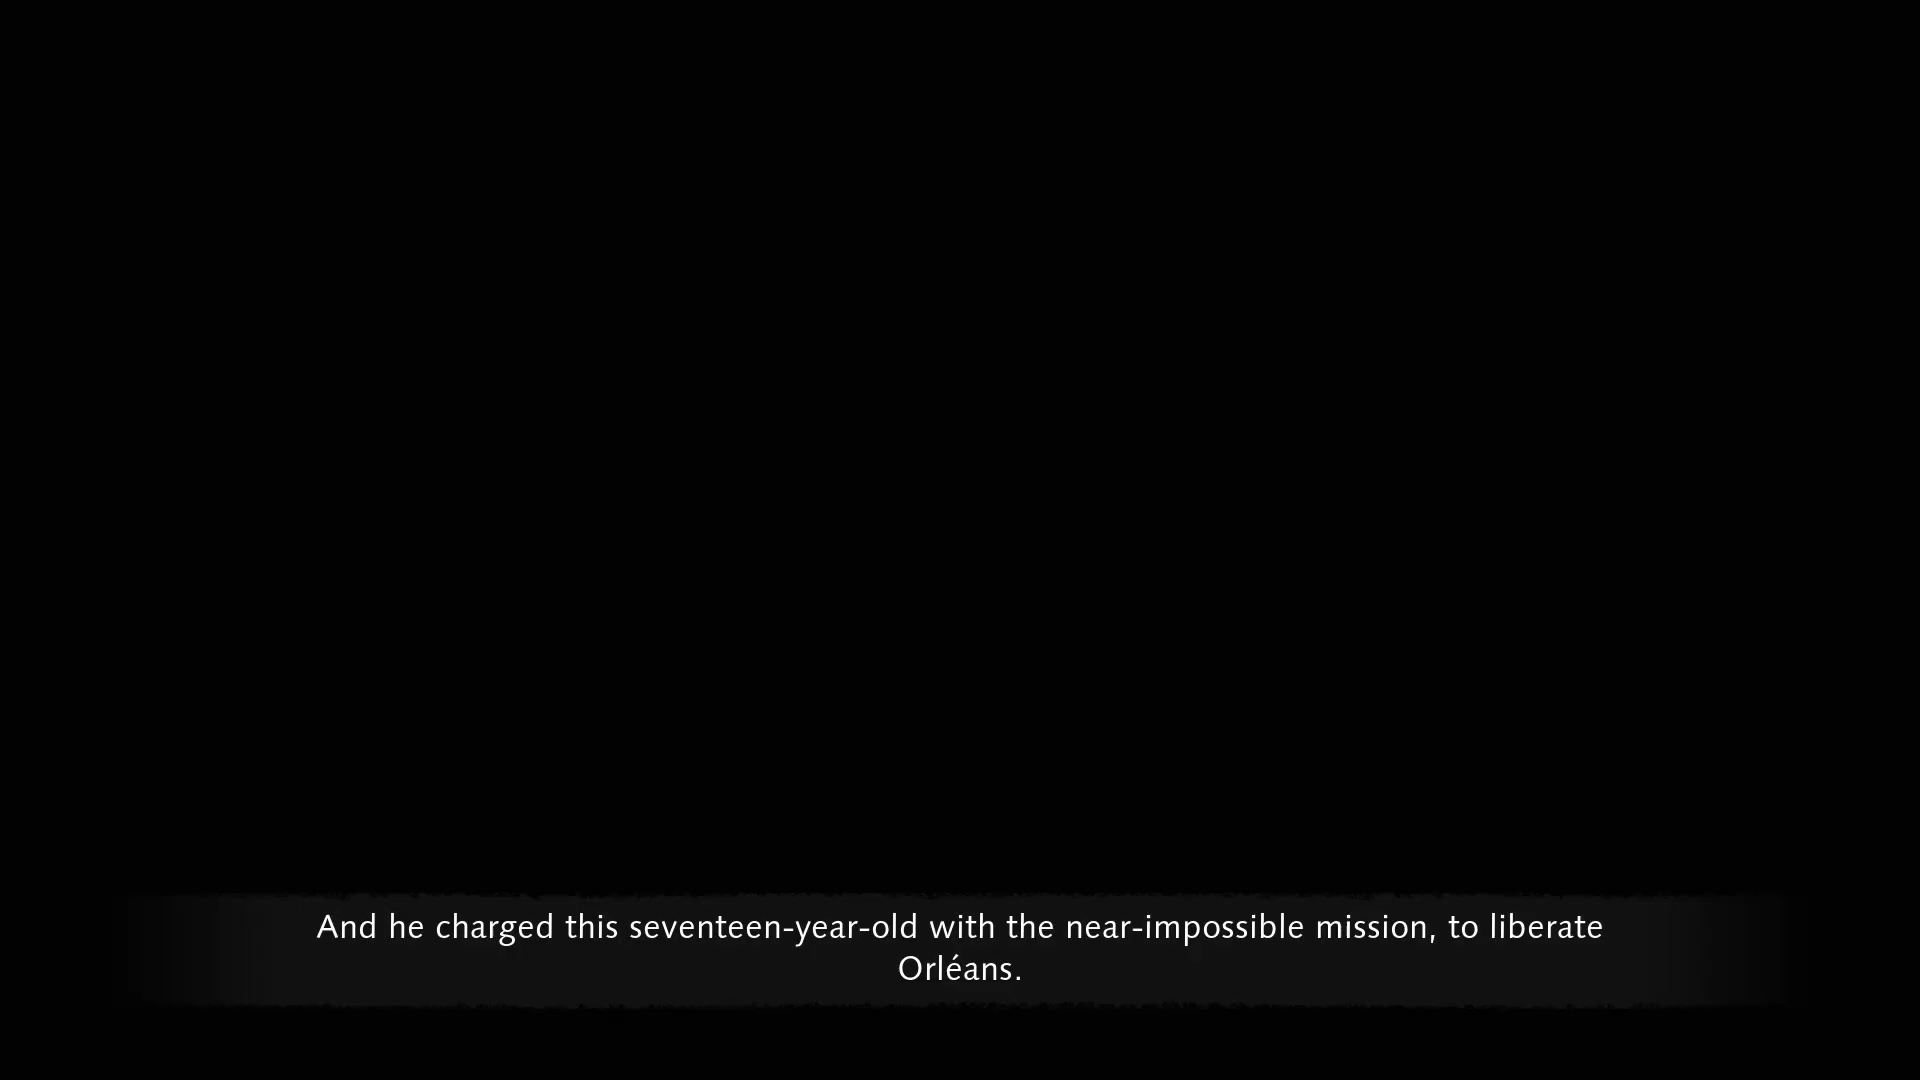 And he charged this seventeen-year-old with the near-impossible mission, to liberate
Orléans.